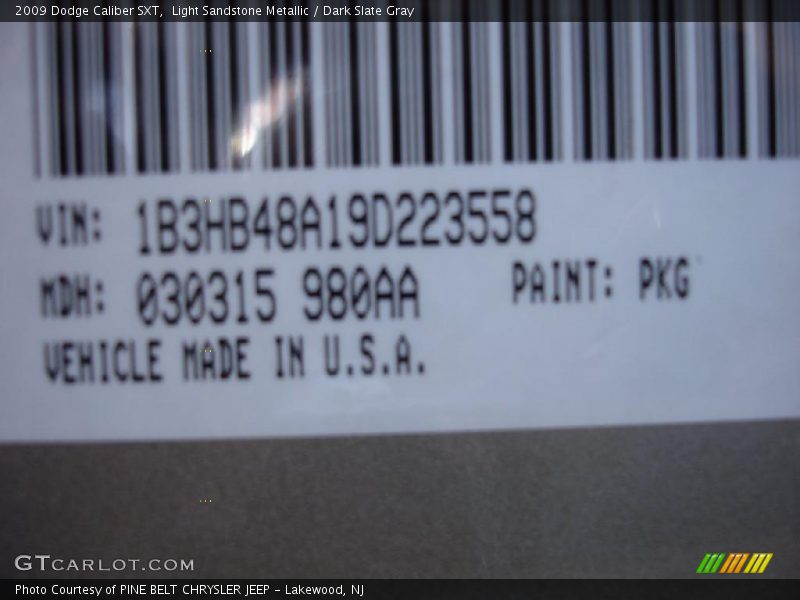 2009 Dodge Caliber SXT,  Light Sandstone Metallic / Dark Slate Gray
VIN: 1B3HB48A19D223558
MDH: 030315 980AA PAINT: PKG
VEHICLE MADE IN U.S.A.
GTCARLOT.COM
Photo Courtesy of PINE BELT CHRYSLER JEEP - Lakewood, NJ